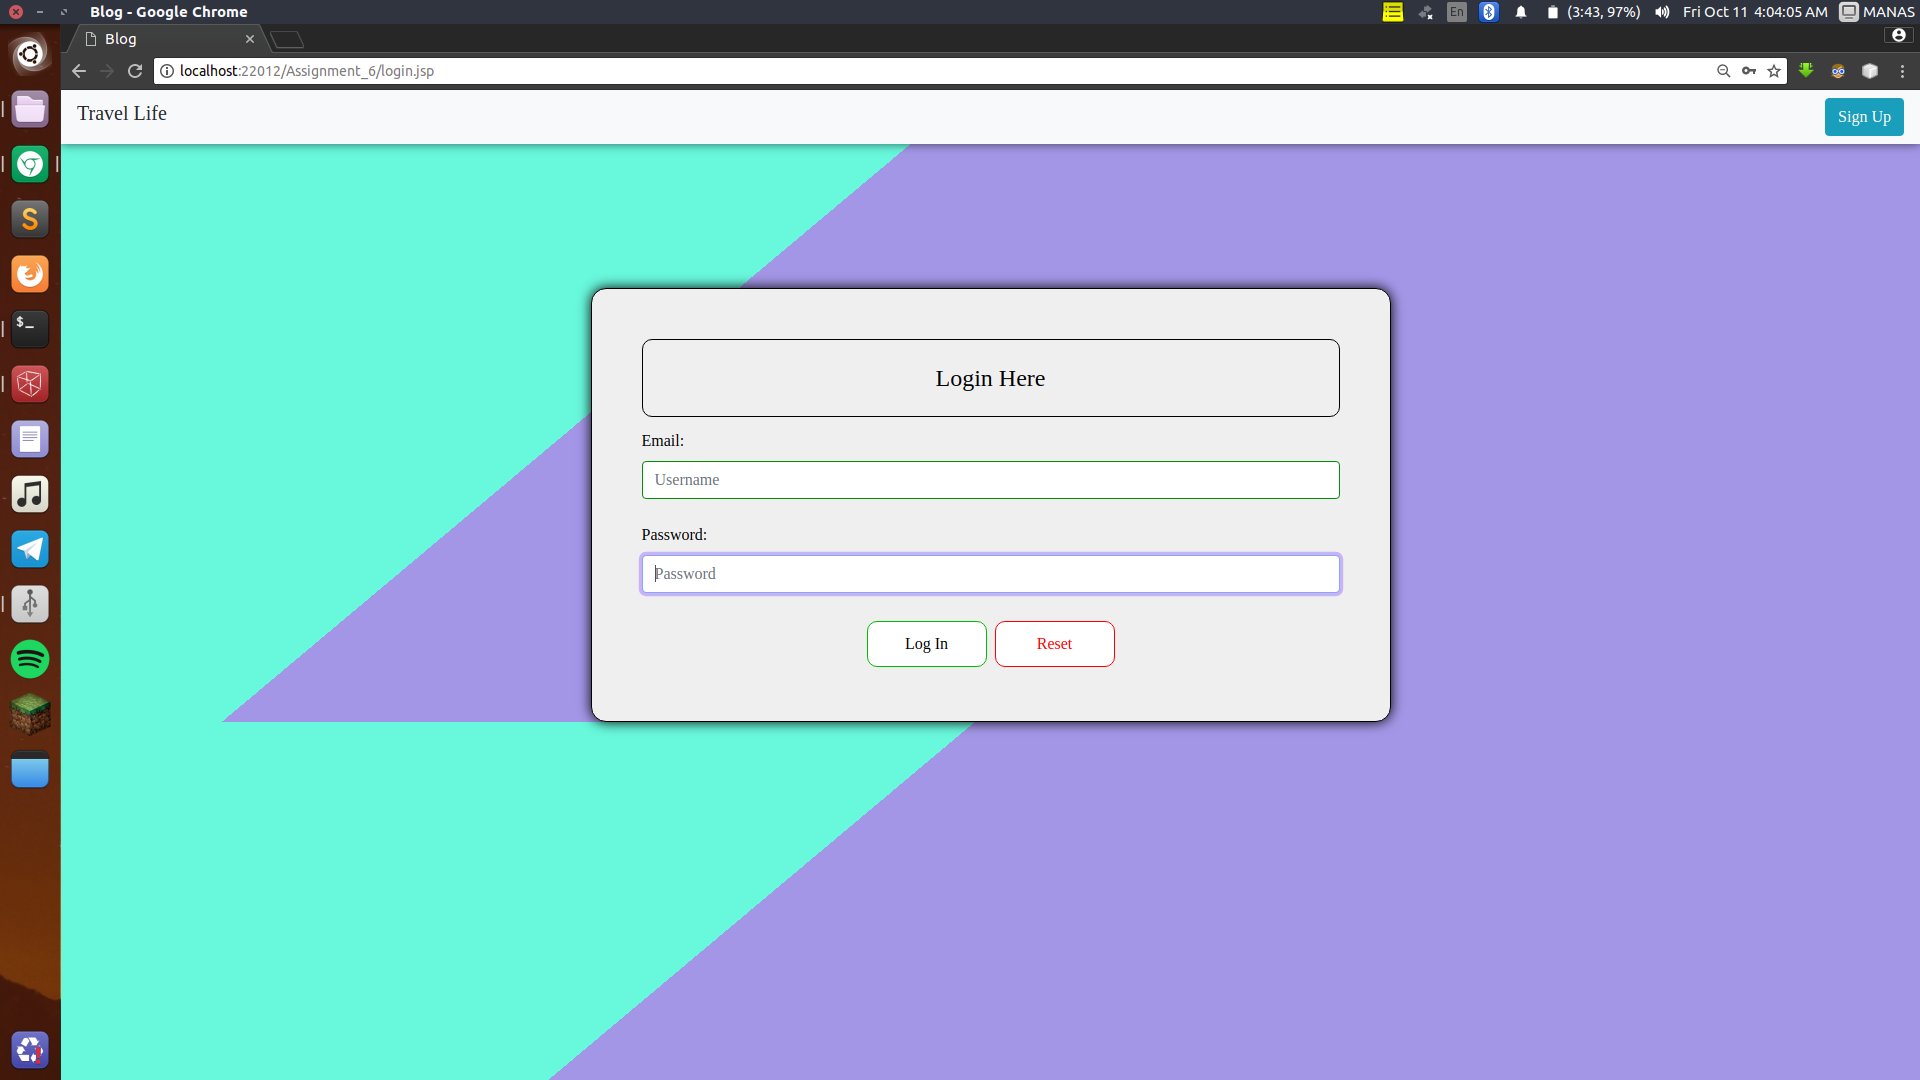 Blog - Google Chrome
En
(3:43, 97%)
Fri Oct 11 4:04:05 AM
MANAS
Blog
localhost:22012/Assignment_6/login.jsp
Travel Life
Sign Up
S
$_
Login Here
Email:
Username
Password:
Password
Log In
Reset